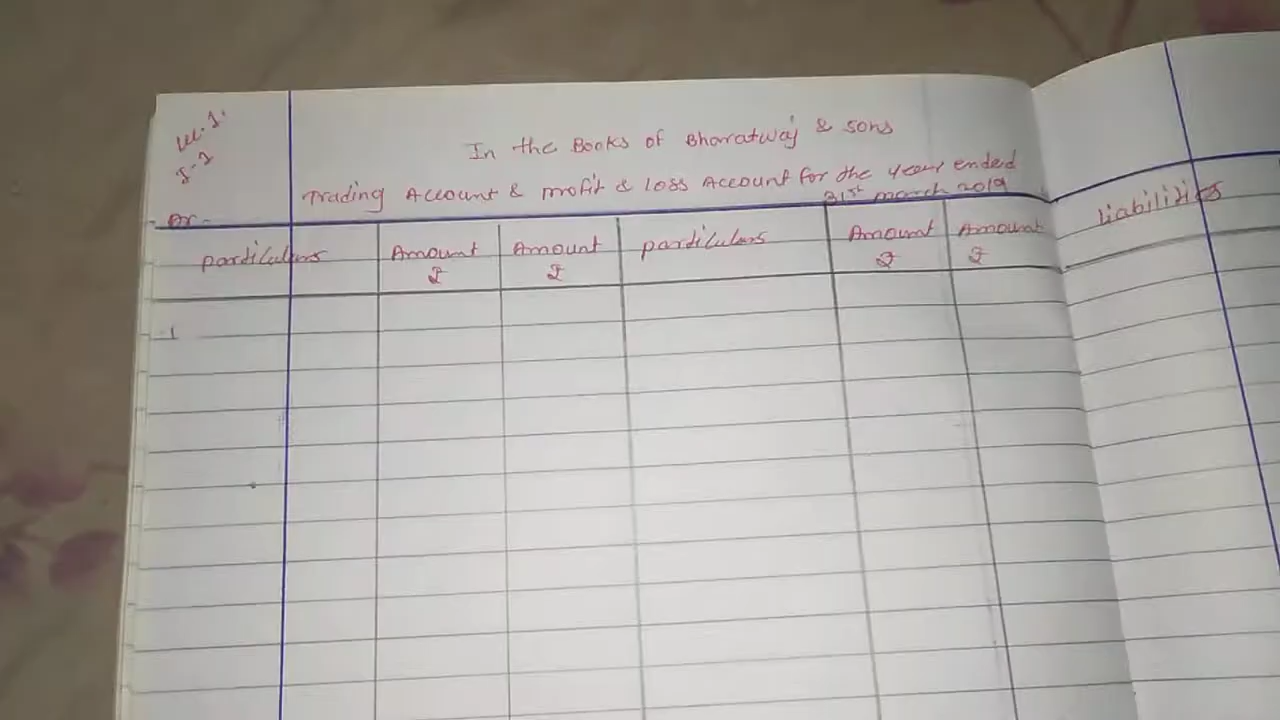 In the Books of Bharatwaj & sons
Trading Account & profit & loss Account for the year ended
31st march 2019
Dr.
particulars Amount ₹ Amount ₹ particulars Amount ₹ Amount ₹
liabilities